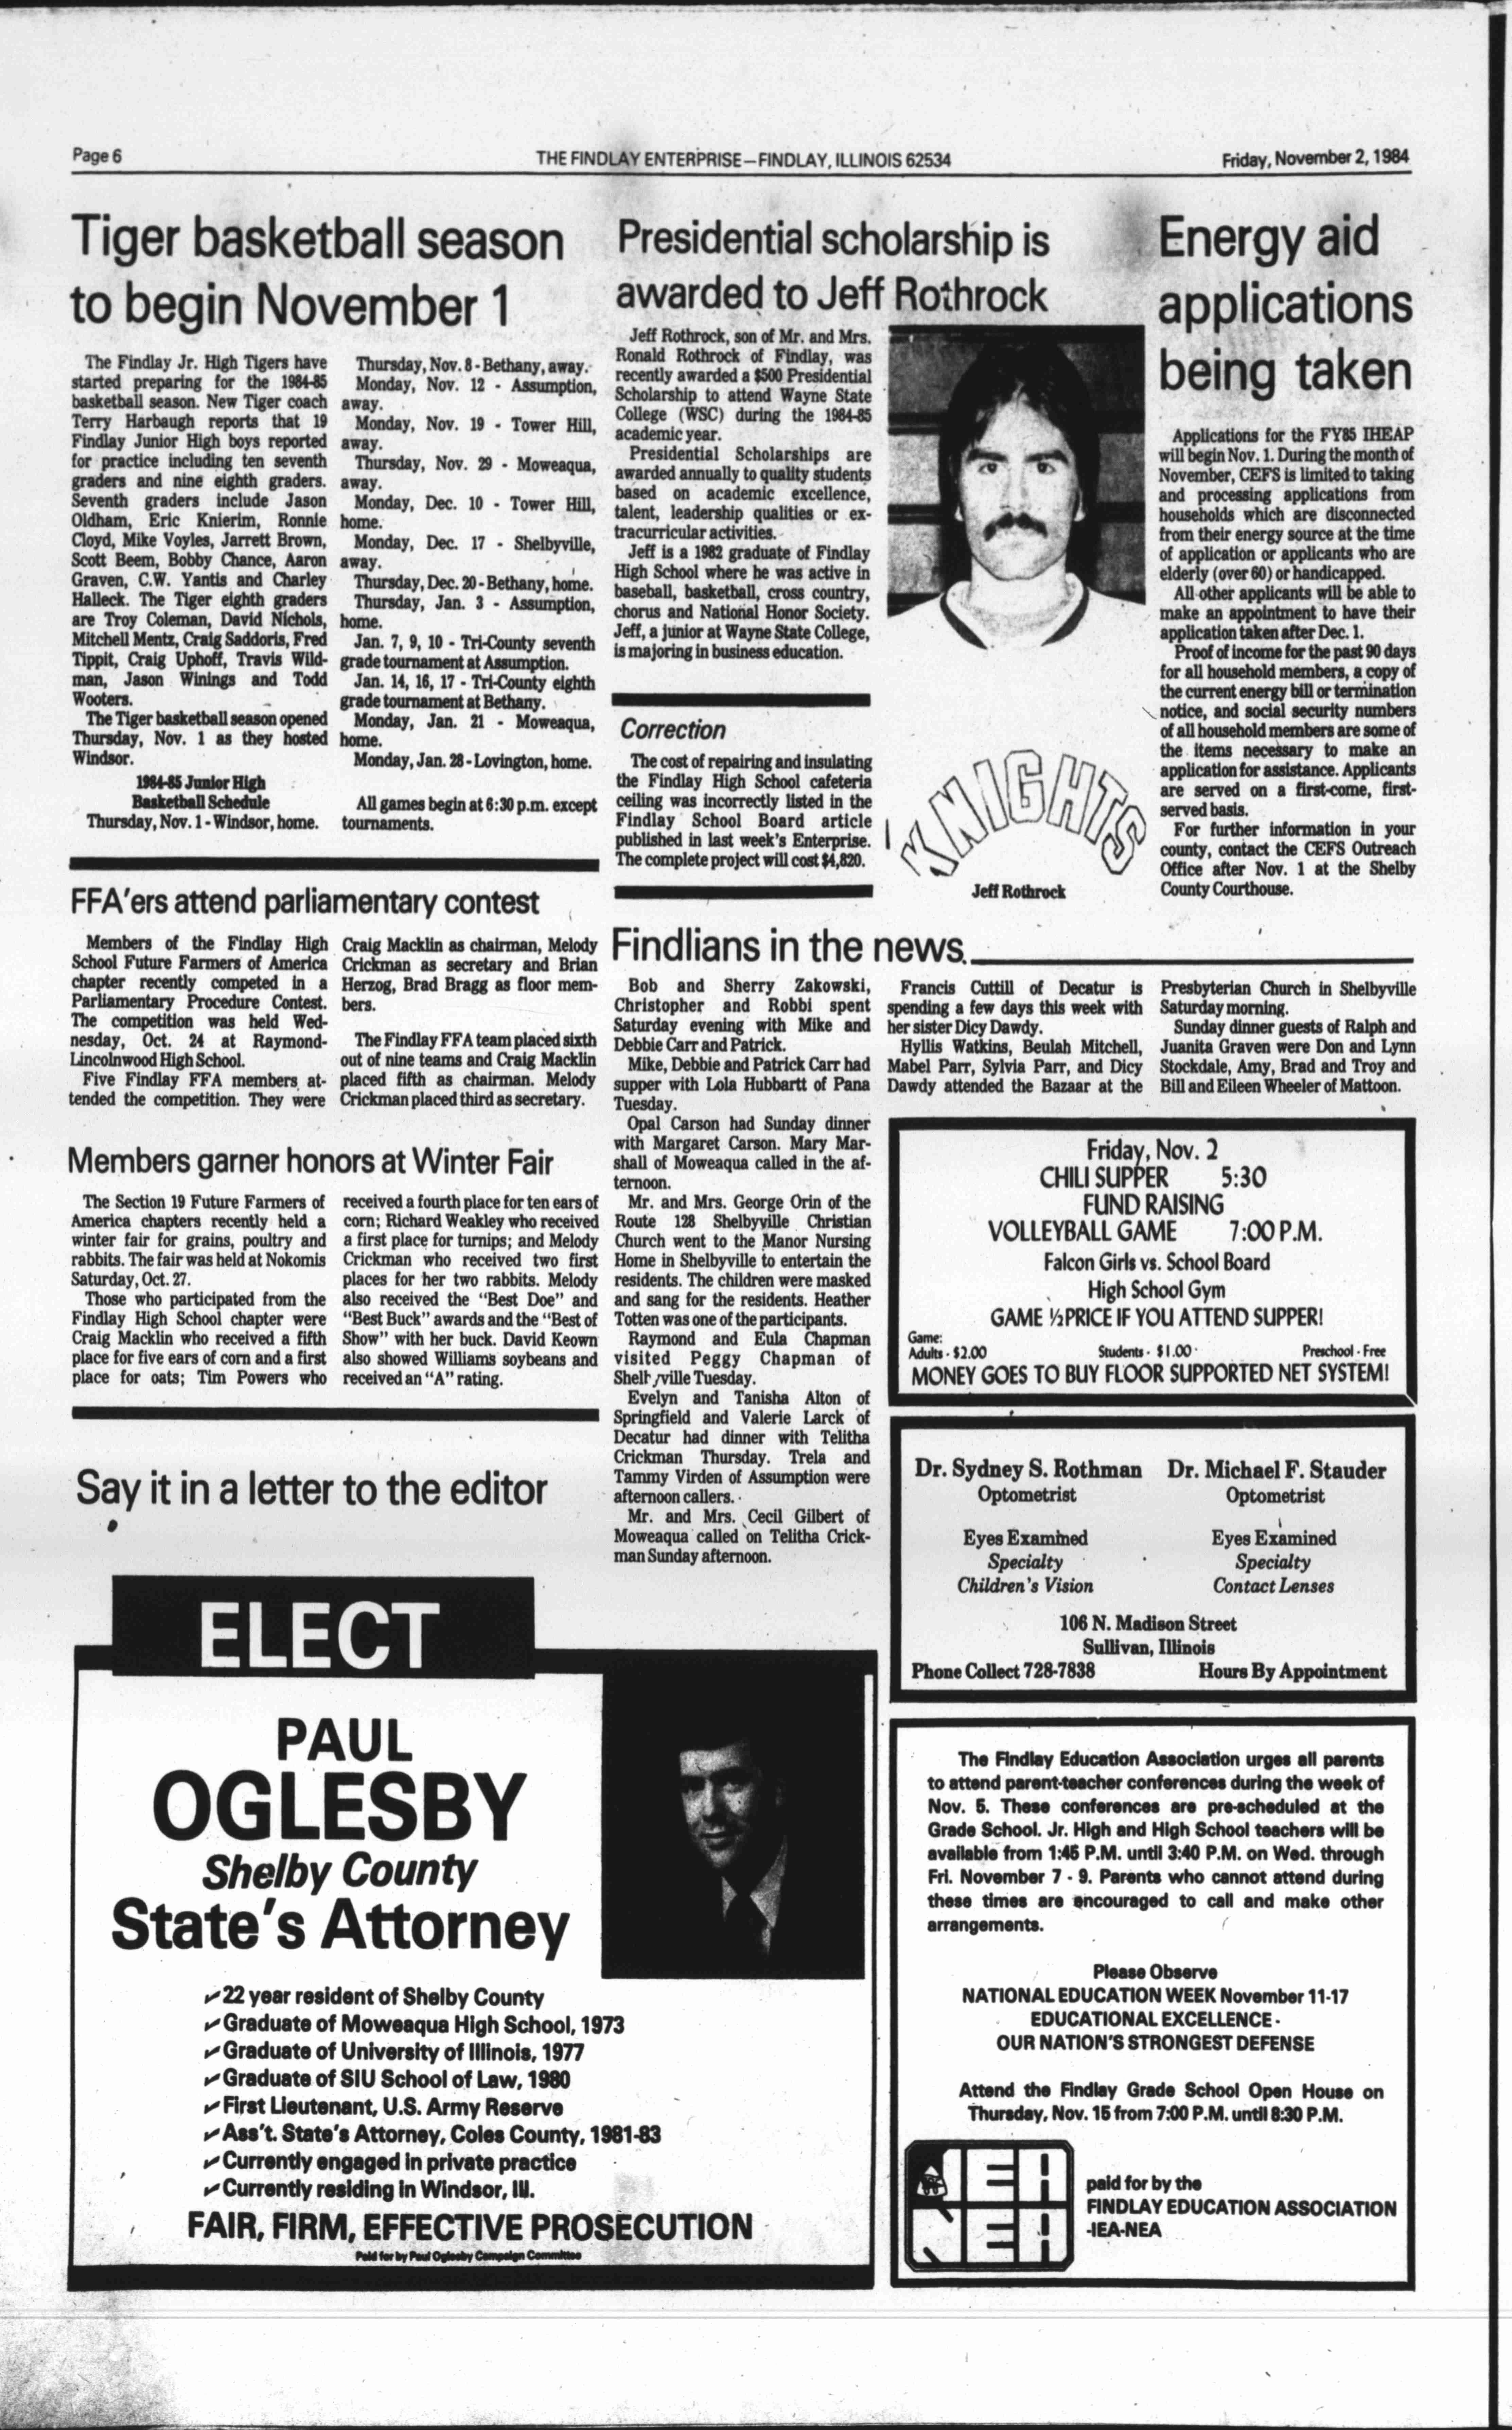 Page 6
THE FINDLAY ENTERPRISE—FINDLAY, ILLINOIS 62534
Friday, November 2, 1984
Tiger basketball season
to begin November 1
The Findlay Jr. High Tigers have
started preparing for the 1984-85
basketball season. New Tiger coach
Terry Harbaugh reports that 19
Findlay Junior High boys reported
for practice including ten seventh
graders and nine eighth graders.
Seventh graders include Jason
Oldham, Eric Knierim, Ronnie
Cloyd, Mike Voyles, Jarrett Brown,
Scott Beem, Bobby Chance, Aaron
Graven, C.W. Yantis and Charley
Halleck. The Tiger eighth graders
are Troy Coleman, David Nichols,
Mitchell Mentz, Craig Saddoris, Fred
Tippit, Craig Uphoff, Travis Wild-
man, Jason Winings and Todd
Wooters.
The Tiger basketball season opened
Thursday, Nov. 1 as they hosted
Windsor.
1984-85 Junior High
Basketball Schedule
Thursday, Nov. 1 - Windsor, home.
Thursday, Nov. 8 - Bethany, away.
Monday, Nov. 12 - Assumption,
away.
Monday, Nov. 19 - Tower Hill,
away.
Thursday, Nov. 29 - Moweaqua,
away.
Monday, Dec. 10 - Tower Hill,
home.
Monday, Dec. 17 - Shelbyville,
away.
Thursday, Dec. 20 - Bethany, home.
Thursday, Jan. 3 - Assumption,
home.
Jan. 7, 9, 10 - Tri-County seventh
grade tournament at Assumption.
Jan. 14, 16, 17 - Tri-County eighth
grade tournament at Bethany.
Monday, Jan. 21 - Moweaqua,
home.
Monday, Jan. 28 - Lovington, home.
All games begin at 6:30 p.m. except
tournaments.
Presidential scholarship is
awarded to Jeff Rothrock
Jeff Rothrock, son of Mr. and Mrs.
Ronald Rothrock of Findlay, was
recently awarded a $500 Presidential
Scholarship to attend Wayne State
College (WSC) during the 1984-85
academic year.
Presidential Scholarships are
awarded annually to quality students
based on academic excellence,
talent, leadership qualities or ex-
tracurricular activities.
Jeff is a 1982 graduate of Findlay
High School where he was active in
baseball, basketball, cross country,
chorus and National Honor Society.
Jeff, a junior at Wayne State College,
is majoring in business education.
KNIGHTS
Jeff Rothrock
Correction
The cost of repairing and insulating
the Findlay High School cafeteria
ceiling was incorrectly listed in the
Findlay School Board article
published in last week's Enterprise.
The complete project will cost $4,820.
Energy aid
applications
being taken
Applications for the FY85 IHEAP
will begin Nov. 1. During the month of
November, CEFS is limited to taking
and processing applications from
households which are disconnected
from their energy source at the time
of application or applicants who are
elderly (over 60) or handicapped.
All other applicants will be able to
make an appointment to have their
application taken after Dec. 1.
Proof of income for the past 90 days
for all household members, a copy of
the current energy bill or termination
notice, and social security numbers
of all household members are some of
the items necessary to make an
application for assistance. Applicants
are served on a first-come, first-
served basis.
For further information in your
county, contact the CEFS Outreach
Office after Nov. 1 at the Shelby
County Courthouse.
FFA'ers attend parliamentary contest
Members of the Findlay High
School Future Farmers of America
chapter recently competed in a
Parliamentary Procedure Contest.
The competition was held Wed-
nesday, Oct. 24 at Raymond-
Lincolnwood High School.
Five Findlay FFA members at-
tended the competition. They were
Craig Macklin as chairman, Melody
Crickman as secretary and Brian
Herzog, Brad Bragg as floor mem-
bers.
The Findlay FFA team placed sixth
out of nine teams and Craig Macklin
placed fifth as chairman. Melody
Crickman placed third as secretary.
Members garner honors at Winter Fair
The Section 19 Future Farmers of
America chapters recently held a
winter fair for grains, poultry and
rabbits. The fair was held at Nokomis
Saturday, Oct. 27.
Those who participated from the
Findlay High School chapter were
Craig Macklin who received a fifth
place for five ears of corn and a first
place for oats; Tim Powers who
received a fourth place for ten ears of
corn; Richard Weakley who received
a first place for turnips; and Melody
Crickman who received two first
places for her two rabbits. Melody
also received the "Best Doe" and
"Best Buck" awards and the "Best of
Show" with her buck. David Keown
also showed Williams soybeans and
received an "A" rating.
Say it in a letter to the editor
Findlians in the news
Bob and Sherry Zakowski,
Christopher and Robbi spent
Saturday evening with Mike and
Debbie Carr and Patrick.
Mike, Debbie and Patrick Carr had
supper with Lola Hubbartt of Pana
Tuesday.
Opal Carson had Sunday dinner
with Margaret Carson. Mary Mar-
shall of Moweaqua called in the af-
ternoon.
Mr. and Mrs. George Orin of the
Route 128 Shelbyville Christian
Church went to the Manor Nursing
Home in Shelbyville to entertain the
residents. The children were masked
and sang for the residents. Heather
Totten was one of the participants.
Raymond and Eula Chapman
visited Peggy Chapman of
Shelbyville Tuesday.
Evelyn and Tanisha Alton of
Springfield and Valerie Larck of
Decatur had dinner with Telitha
Crickman Thursday. Trela and
Tammy Virden of Assumption were
afternoon callers.
Mr. and Mrs. Cecil Gilbert of
Moweaqua called on Telitha Crick-
man Sunday afternoon.
Francis Cuttill of Decatur is
spending a few days this week with
her sister Dicy Dawdy.
Hyllis Watkins, Beulah Mitchell,
Mabel Parr, Sylvia Parr, and Dicy
Dawdy attended the Bazaar at the
Presbyterian Church in Shelbyville
Saturday morning.
Sunday dinner guests of Ralph and
Juanita Graven were Don and Lynn
Stockdale, Amy, Brad and Troy and
Bill and Eileen Wheeler of Mattoon.
Friday, Nov. 2
CHILI SUPPER 5:30
FUND RAISING
VOLLEYBALL GAME 7:00 P.M.
Falcon Girls vs. School Board
High School Gym
GAME ½ PRICE IF YOU ATTEND SUPPER!
Game:
Adults - $2.00 Students - $1.00 Preschool - Free
MONEY GOES TO BUY FLOOR SUPPORTED NET SYSTEM!
Dr. Sydney S. Rothman
Optometrist
Eyes Examined
Specialty
Children's Vision
Dr. Michael F. Stauder
Optometrist
Eyes Examined
Specialty
Contact Lenses
106 N. Madison Street
Sullivan, Illinois
Phone Collect 728-7838 Hours By Appointment
ELECT
PAUL
OGLESBY
Shelby County
State's Attorney
✓22 year resident of Shelby County
✓Graduate of Moweaqua High School, 1973
✓Graduate of University of Illinois, 1977
✓Graduate of SIU School of Law, 1980
✓First Lieutenant, U.S. Army Reserve
✓Ass't. State's Attorney, Coles County, 1981-83
✓Currently engaged in private practice
✓Currently residing in Windsor, Ill.
FAIR, FIRM, EFFECTIVE PROSECUTION
Paid for by Paul Oglesby Campaign Committee
The Findlay Education Association urges all parents
to attend parent-teacher conferences during the week of
Nov. 5. These conferences are pre-scheduled at the
Grade School. Jr. High and High School teachers will be
available from 1:45 P.M. until 3:40 P.M. on Wed. through
Fri. November 7 - 9. Parents who cannot attend during
these times are encouraged to call and make other
arrangements.
Please Observe
NATIONAL EDUCATION WEEK November 11-17
EDUCATIONAL EXCELLENCE -
OUR NATION'S STRONGEST DEFENSE
Attend the Findlay Grade School Open House on
Thursday, Nov. 15 from 7:00 P.M. until 8:30 P.M.
IEA
NEA
paid for by the
FINDLAY EDUCATION ASSOCIATION
-IEA-NEA